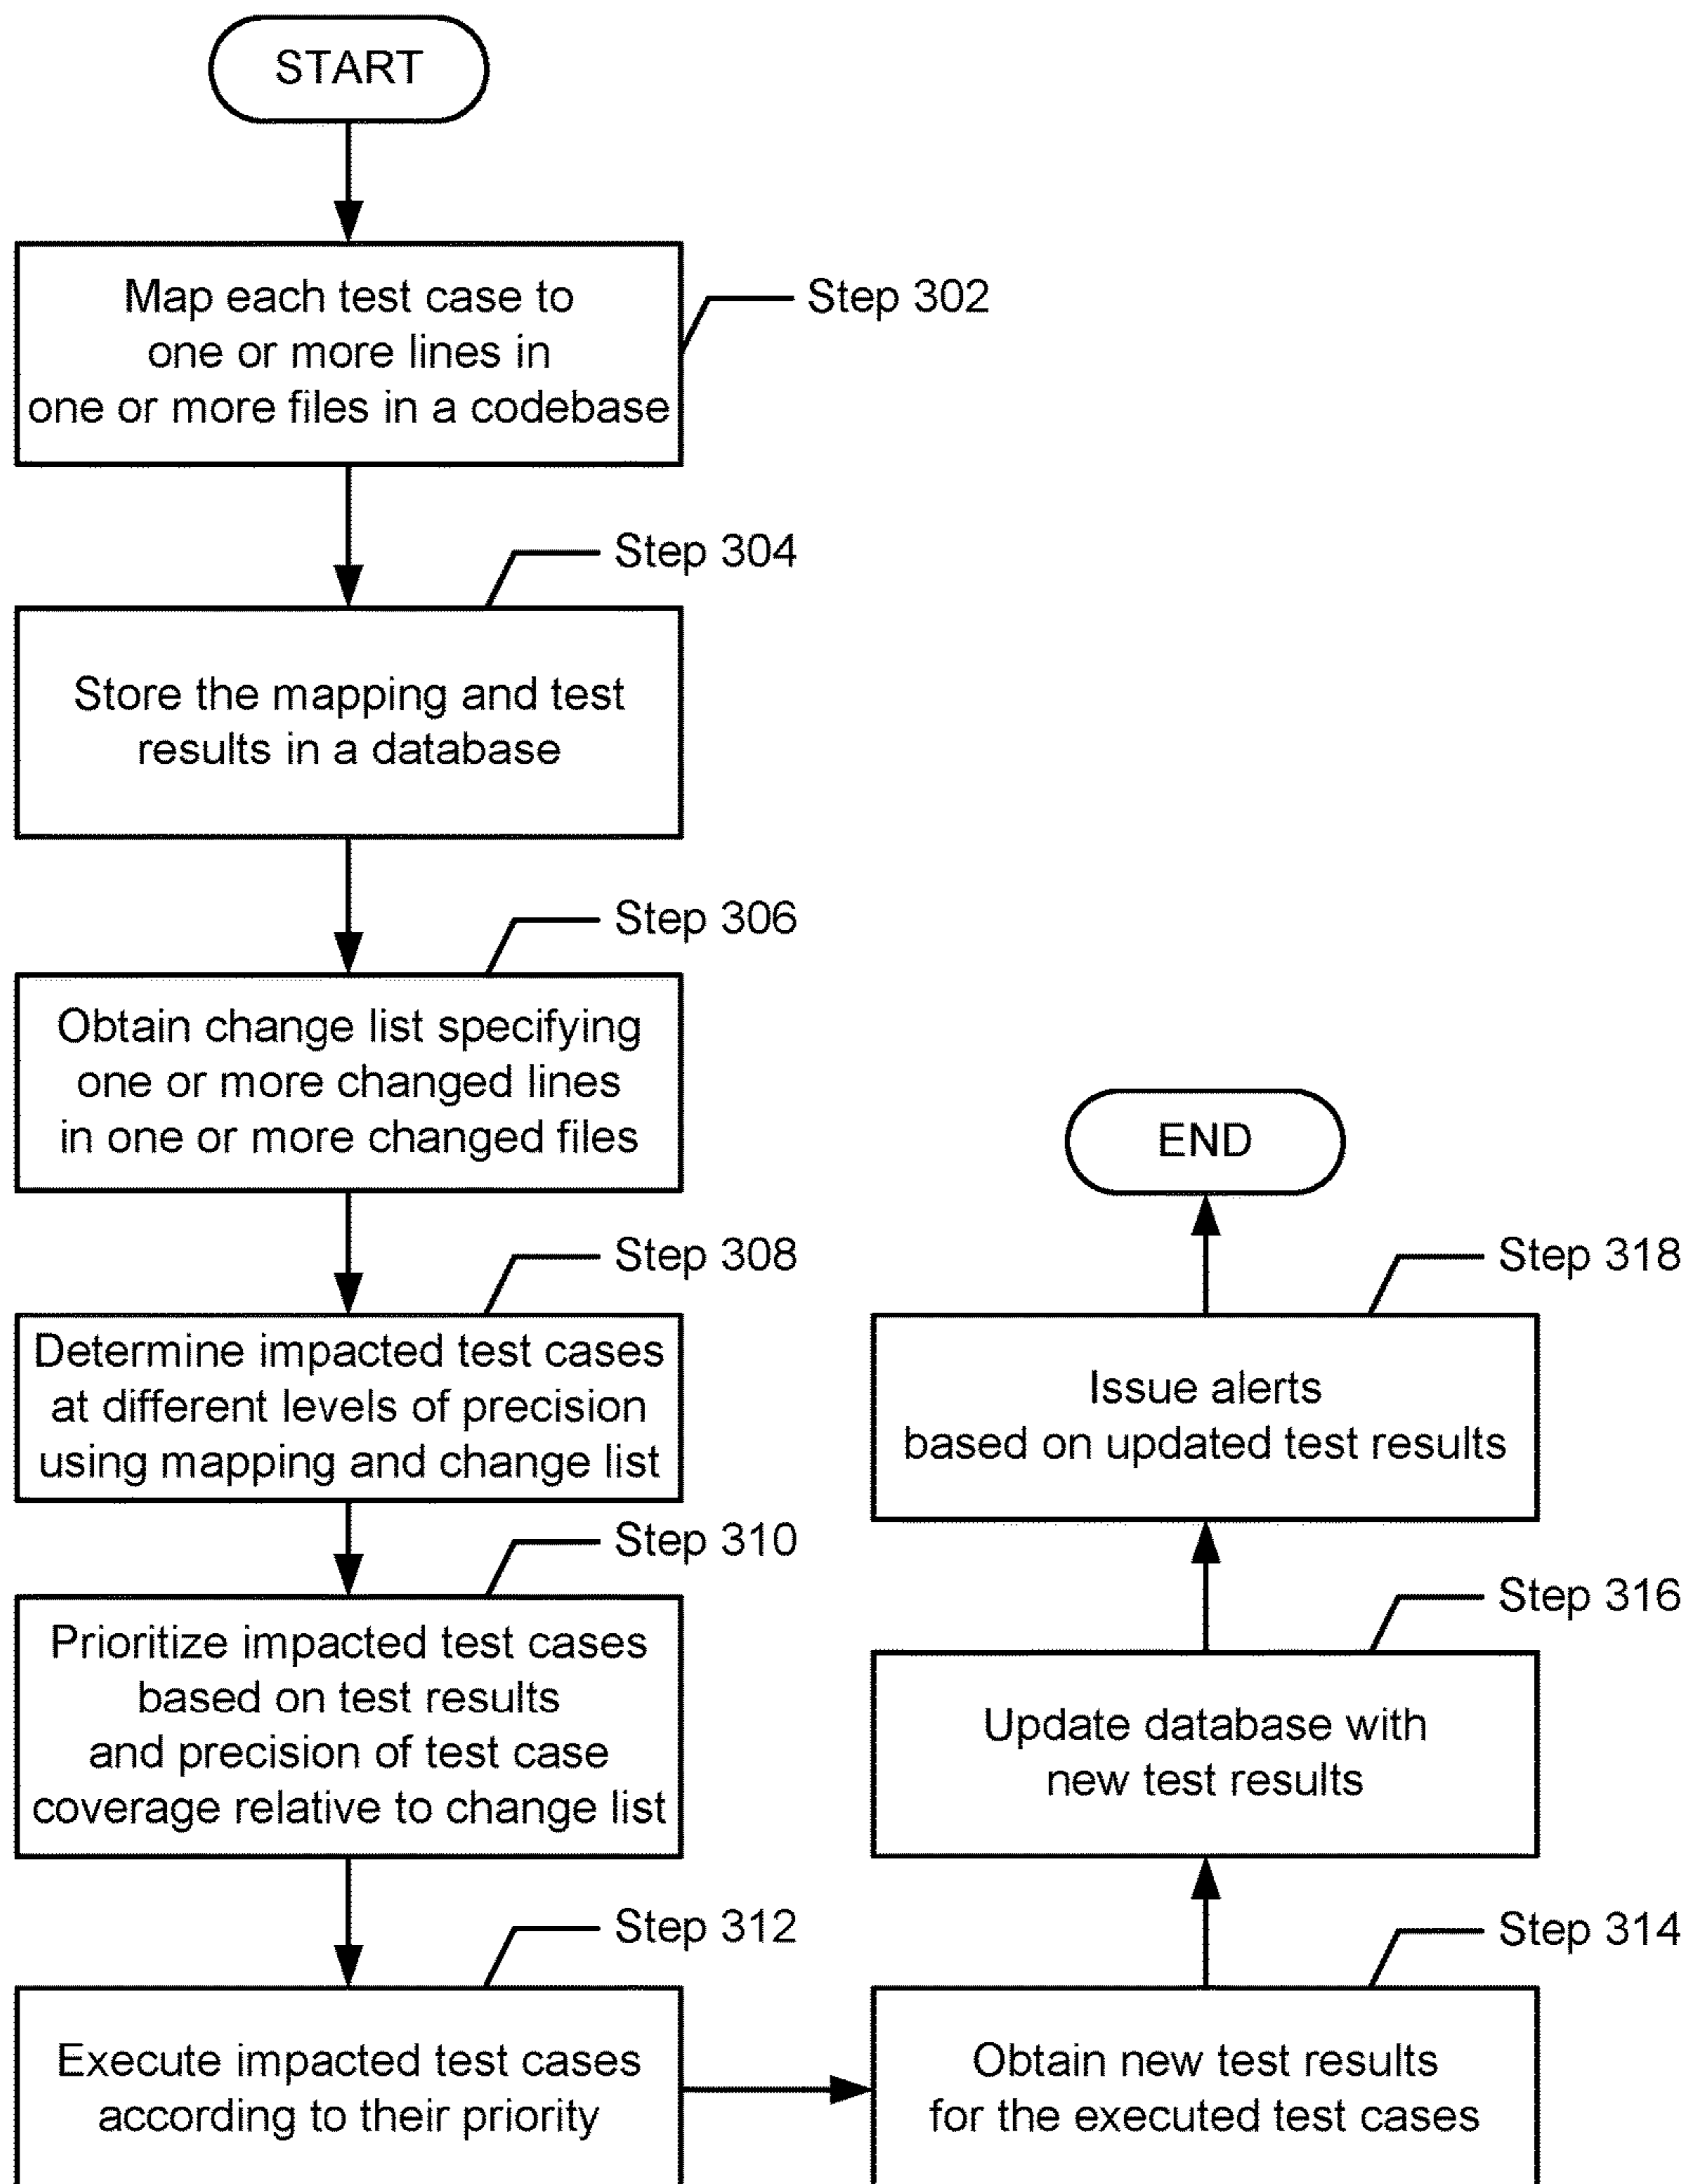 START
Map each test case to
one or more lines in
one or more files in a codebase
Step 302
Step 304
Store the mapping and test
results in a database
Step 306
Obtain change list specifying
one or more changed lines
in one or more changed files
Step 308
Determine impacted test cases
at different levels of precision
using mapping and change list
Step 310
Prioritize impacted test cases
based on test results
and precision of test case
coverage relative to change list
Step 312
Execute impacted test cases
according to their priority
Step 314
Obtain new test results
for the executed test cases
Step 316
Update database with
new test results
Step 318
Issue alerts
based on updated test results
END